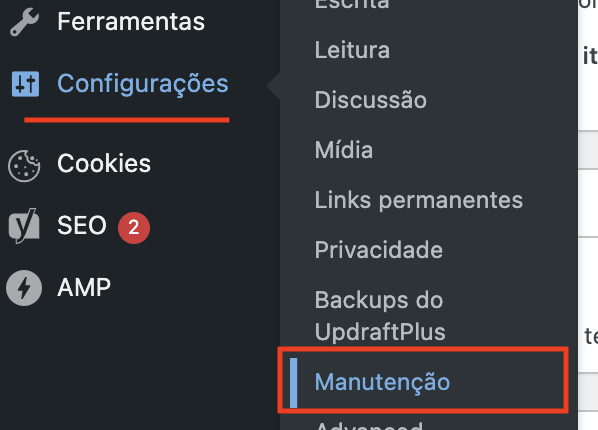 Ferramentas
Configurações
Cookies
SEO 2
AMP
Escrita
Leitura
Discussão
Mídia
Links permanentes
Privacidade
Backups do
UpdraftPlus
Manutenção
Advanced
it
te